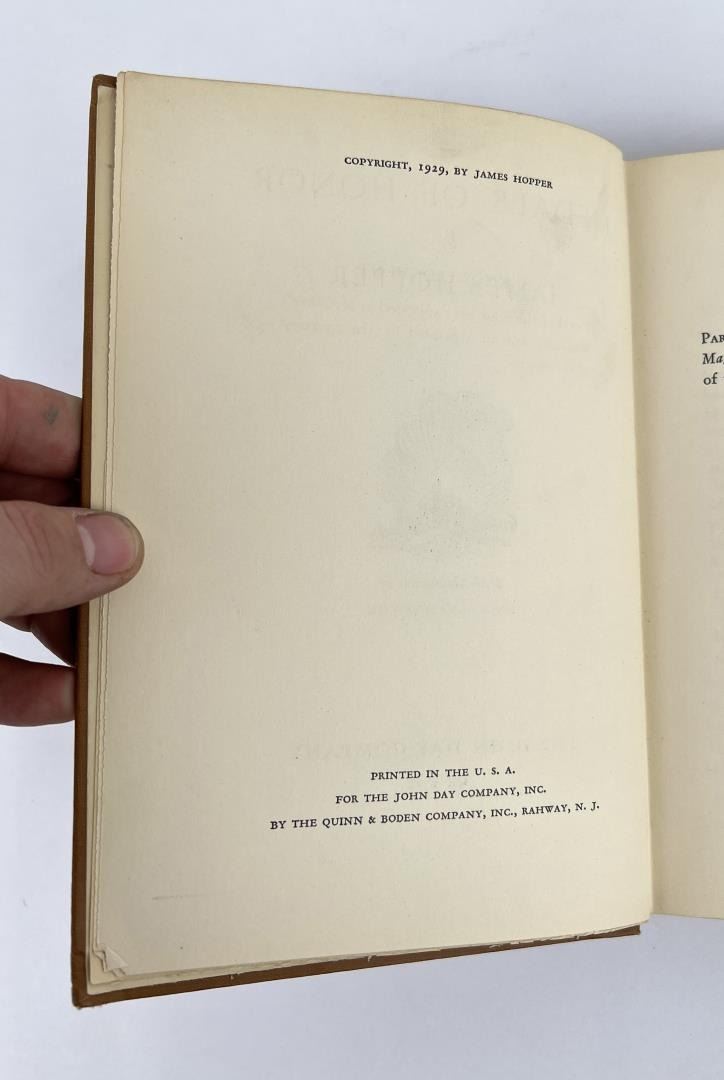 COPYRIGHT, 1929, BY JAMES HOPPER
PRINTED IN THE U. S. A.
FOR THE JOHN DAY COMPANY, INC.
BY THE QUINN & BODEN COMPANY, INC., RAHWAY, N. J.
of